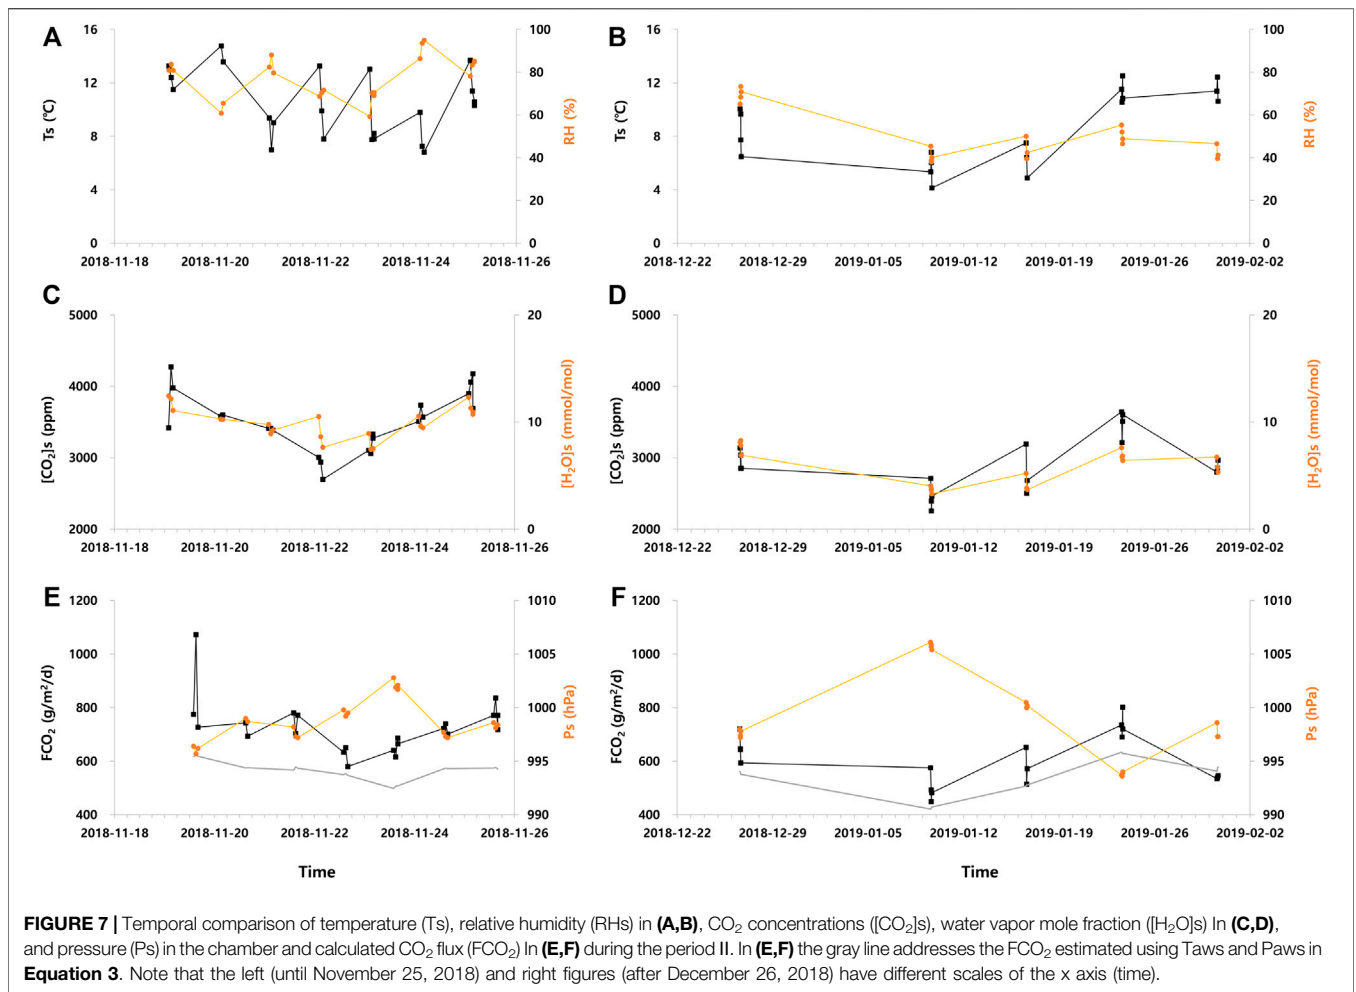 A
16
12
8
4
0
Ts (℃)
100
80
60
40
20
0
RH (%)
2018-11-18 2018-11-20 2018-11-22 2018-11-24 2018-11-26
B
16
12
8
4
0
Ts (℃)
100
80
60
40
20
0
RH (%)
2018-12-22 2018-12-29 2019-01-05 2019-01-12 2019-01-19 2019-01-26 2019-02-02
C
5000
4000
3000
2000
[CO₂]s (ppm)
20
10
0
[H₂O]s (mmol/mol)
2018-11-18 2018-11-20 2018-11-22 2018-11-24 2018-11-26
D
5000
4000
3000
2000
[CO₂]s (ppm)
20
10
0
[H₂O]s (mmol/mol)
2018-12-22 2018-12-29 2019-01-05 2019-01-12 2019-01-19 2019-01-26 2019-02-02
E
1200
1000
800
600
400
FCO₂ (g/m²/d)
1010
1005
1000
995
990
Ps (hPa)
2018-11-18 2018-11-20 2018-11-22 2018-11-24 2018-11-26
Time
F
1200
1000
800
600
400
FCO₂ (g/m²/d)
1010
1005
1000
995
990
Ps (hPa)
2018-12-22 2018-12-29 2019-01-05 2019-01-12 2019-01-19 2019-01-26 2019-02-02
Time
FIGURE 7 | Temporal comparison of temperature (Ts), relative humidity (RHs) in (A,B), CO₂ concentrations ([CO₂]s), water vapor mole fraction ([H₂O]s) In (C,D),
and pressure (Ps) in the chamber and calculated CO₂ flux (FCO₂) In (E,F) during the period II. In (E,F) the gray line addresses the FCO₂ estimated using Taws and Paws in
Equation 3. Note that the left (until November 25, 2018) and right figures (after December 26, 2018) have different scales of the x axis (time).